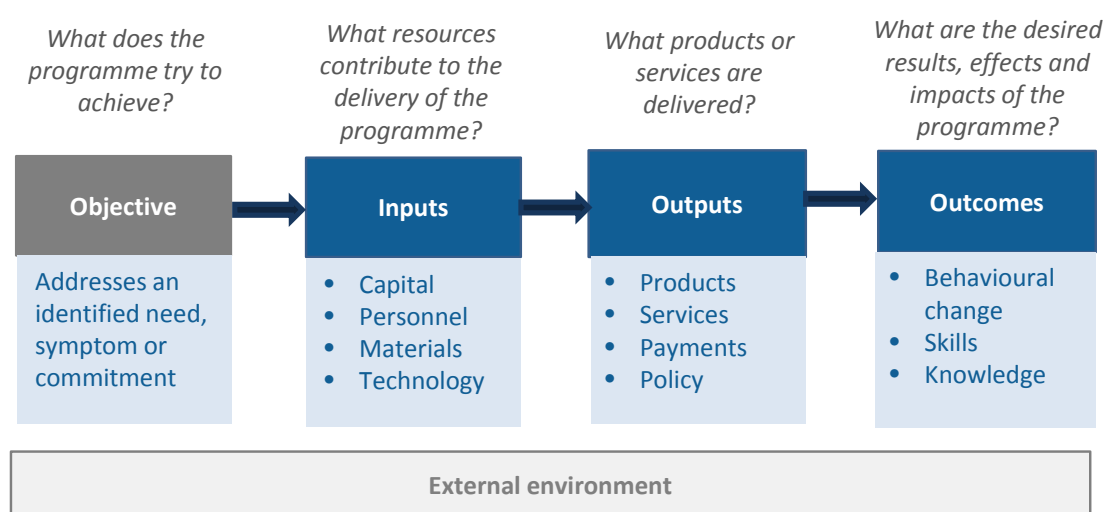 What does the
programme try to
achieve?
What resources
contribute to the
delivery of the
programme?
What products or
services are
delivered?
What are the desired
results, effects and
impacts of the
programme?
Objective
Inputs
Outputs
Outcomes
Addresses an
identified need,
symptom or
commitment
• Capital
• Personnel
• Materials
• Technology
• Products
• Services
• Payments
• Policy
• Behavioural
change
• Skills
• Knowledge
External environment